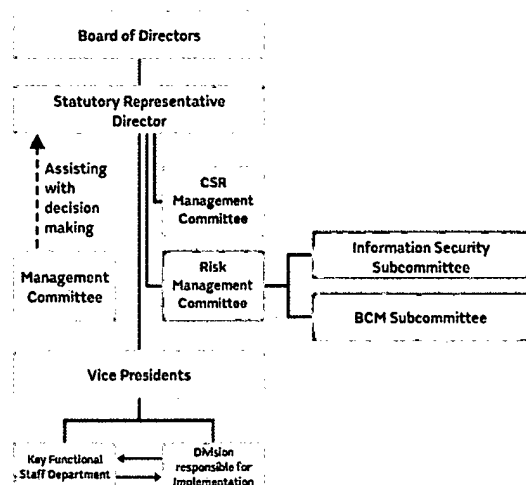 Board of Directors
Statutory Representative
Director
Assisting
with
decision
making
CSR
Management
Committee
Management
Committee
Risk
Management
Committee
Information Security
Subcommittee
BCM Subcommittee
Vice Presidents
Key Functional
Staff Department
Division
responsible for
Implementation